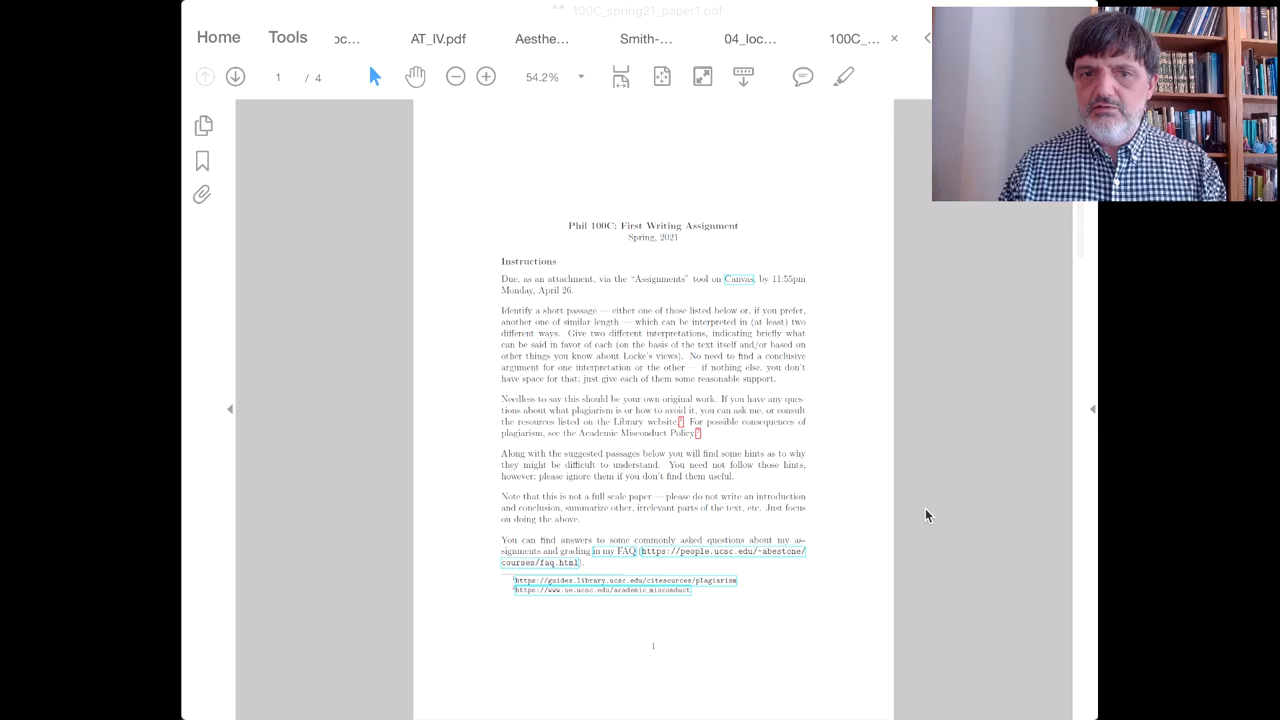 100C_spring21_paper1.pdf
Home Tools oc... AT_IV.pdf Aesthe... Smith-... 04_loc... 100C_... ×
1 / 4 54.2%
Phil 100C: First Writing Assignment
Spring, 2021
Instructions
Due, as an attachment, via the “Assignments” tool on Canvas, by 11:55pm
Monday, April 26.
Identify a short passage — either one of those listed below or, if you prefer,
another one of similar length — which can be interpreted in (at least) two
different ways. Give two different interpretations, indicating briefly what
can be said in favor of each (on the basis of the text itself and/or based on
other things you know about Locke's views). No need to find a conclusive
argument for one interpretation or the other — if nothing else, you don't
have space for that; just give each of them some reasonable support.
Needless to say this should be your own original work. If you have any ques-
tions about what plagiarism is or how to avoid it, you can ask me, or consult
the resources listed on the Library website.1 For possible consequences of
plagiarism, see the Academic Misconduct Policy.2
Along with the suggested passages below you will find some hints as to why
they might be difficult to understand. You need not follow those hints,
however; please ignore them if you don't find them useful.
Note that this is not a full scale paper — please do not write an introduction
and conclusion, summarize other, irrelevant parts of the text, etc. Just focus
on doing the above.
You can find answers to some commonly asked questions about my as-
signments and grading in my FAQ (https://people.ucsc.edu/~abestone/
courses/faq.html).
1https://guides.library.ucsc.edu/citesources/plagiarism
2https://www.ue.ucsc.edu/academic_misconduct
1